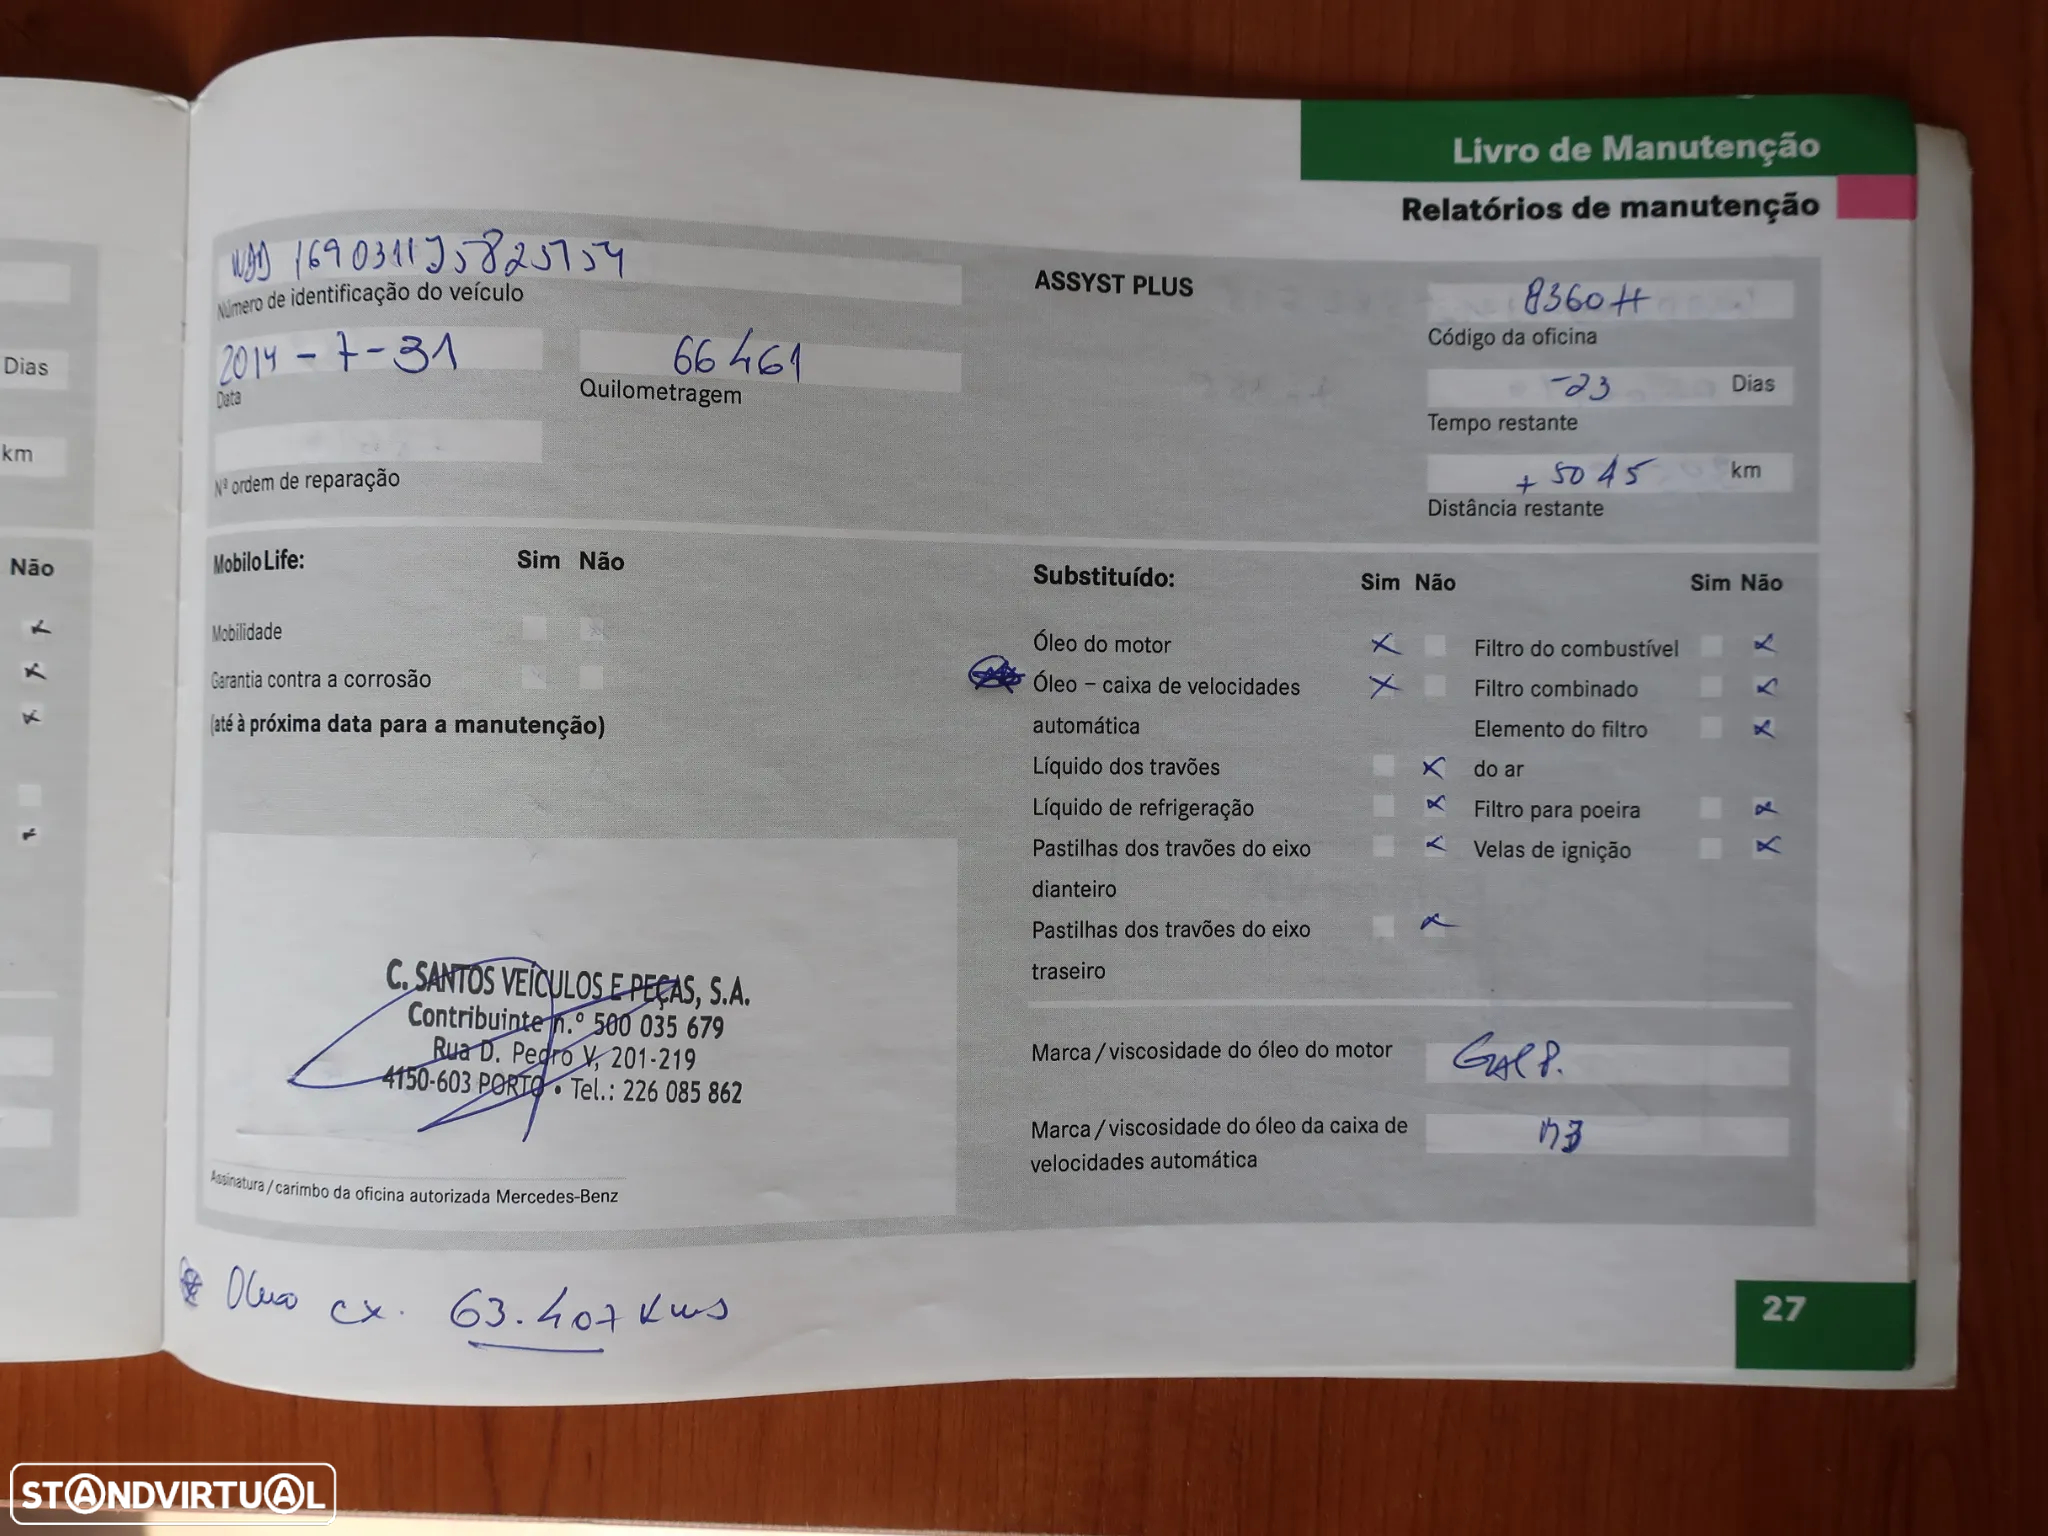 Livro de Manutenção
Relatórios de manutenção
WDD 1690311J5825754
Número de identificação do veículo
2014-7-31
Data
66461
Quilometragem
Nº ordem de reparação
ASSYST PLUS
8360H
Código da oficina
-23 Dias
Tempo restante
+5045 km
Distância restante
Dias
km
Não
Mobilo Life: Sim Não
Mobilidade
Garantia contra a corrosão
(até à próxima data para a manutenção)
Substituído: Sim Não
Óleo do motor
Óleo – caixa de velocidades
automática
Líquido dos travões
Líquido de refrigeração
Pastilhas dos travões do eixo
dianteiro
Pastilhas dos travões do eixo
traseiro
Sim Não
Filtro do combustível
Filtro combinado
Elemento do filtro
do ar
Filtro para poeira
Velas de ignição
C. SANTOS VEÍCULOS E PEÇAS, S.A.
Contribuinte n.º 500 035 679
Rua D. Pedro V, 201-219
4150-603 PORTO • Tel.: 226 085 862
Assinatura / carimbo da oficina autorizada Mercedes-Benz
Marca / viscosidade do óleo do motor
GALP.
Marca / viscosidade do óleo da caixa de
velocidades automática
cx. 63.407 Kms
27
STANDVIRTUAL